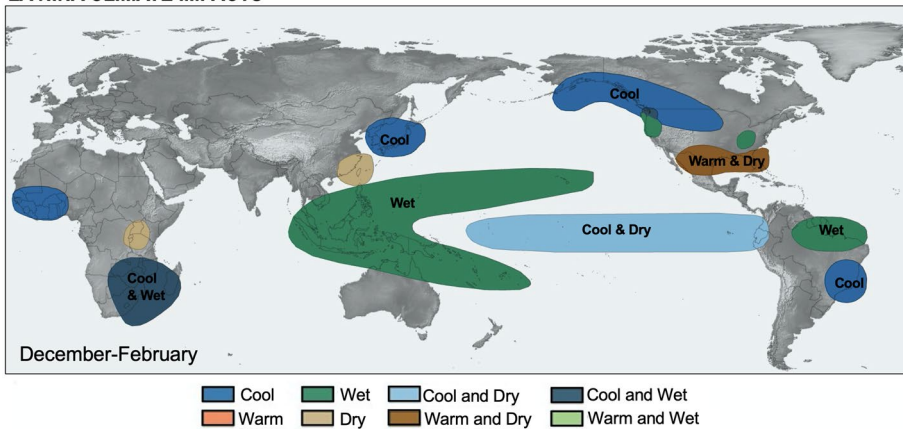 Cool
Cool
Warm & Dry
Wet
Cool & Dry
Wet
Cool
& Wet
Cool
December-February
Cool
Wet
Cool and Dry
Cool and Wet
Warm
Dry
Warm and Dry
Warm and Wet